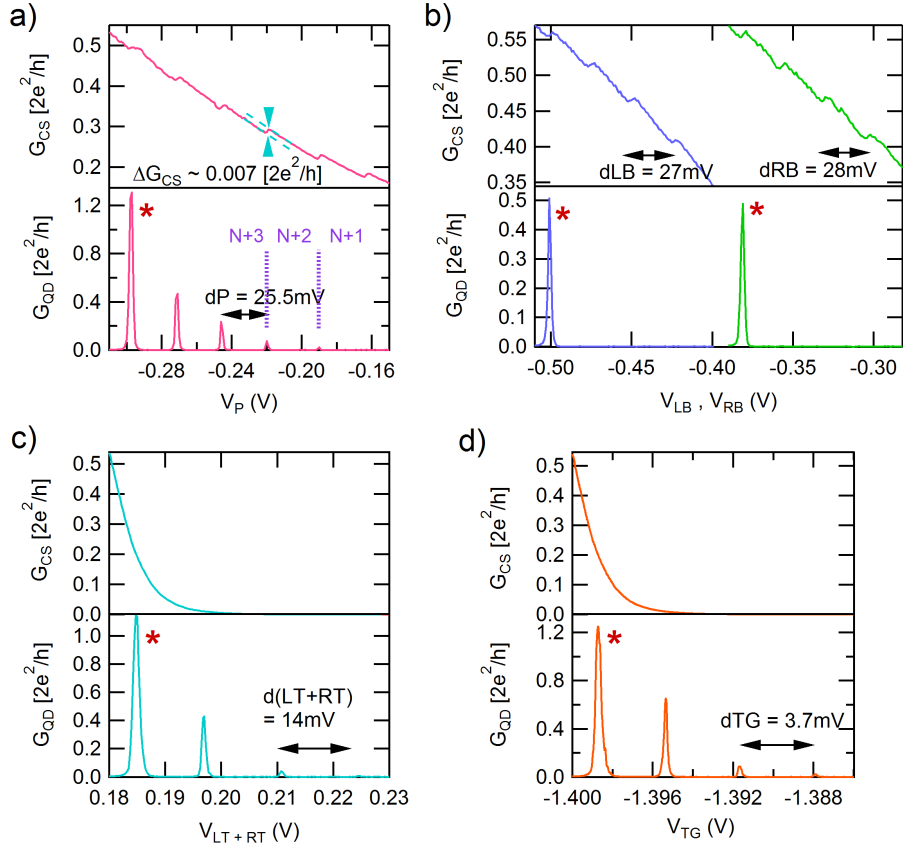 a)
0.5
0.4
0.3
0.2
G_CS [2e²/h]
ΔG_CS ~ 0.007 [2e²/h]
1.2
0.8
0.4
0.0
G_QD [2e²/h]
*
N+3 N+2 N+1
dP = 25.5mV
-0.28 -0.24 -0.20 -0.16
V_P (V)
b)
0.55
0.50
0.45
0.40
0.35
G_CS [2e²/h]
dLB = 27mV
dRB = 28mV
0.5
0.4
0.3
0.2
0.1
0.0
G_QD [2e²/h]
* *
-0.50 -0.45 -0.40 -0.35 -0.30
V_LB , V_RB (V)
c)
0.5
0.4
0.3
0.2
0.1
0.0
G_CS [2e²/h]
1.0
0.8
0.6
0.4
0.2
0.0
G_QD [2e²/h]
*
d(LT+RT)
= 14mV
0.18 0.19 0.20 0.21 0.22 0.23
V_LT + RT (V)
d)
0.5
0.4
0.3
0.2
0.1
0.0
G_CS [2e²/h]
1.2
0.8
0.4
0.0
G_QD [2e²/h]
*
dTG = 3.7mV
-1.400 -1.396 -1.392 -1.388
V_TG (V)